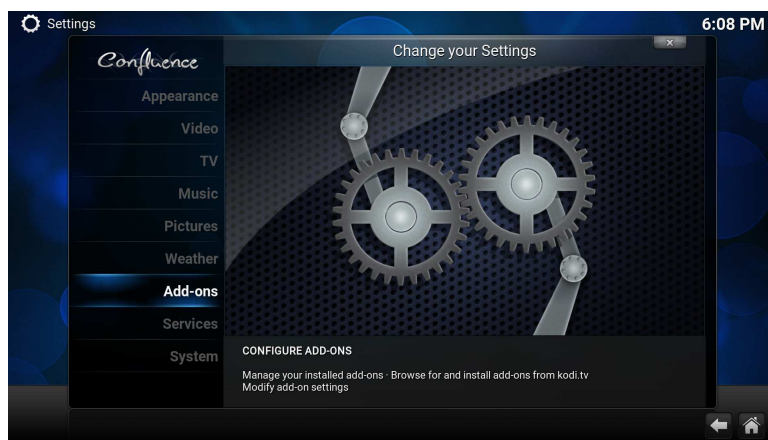 Settings
6:08 PM
Confluence
Change your Settings
x
Appearance
Video
TV
Music
Pictures
Weather
Add-ons
Services
System
CONFIGURE ADD-ONS
Manage your installed add-ons · Browse for and install add-ons from kodi.tv
Modify add-on settings